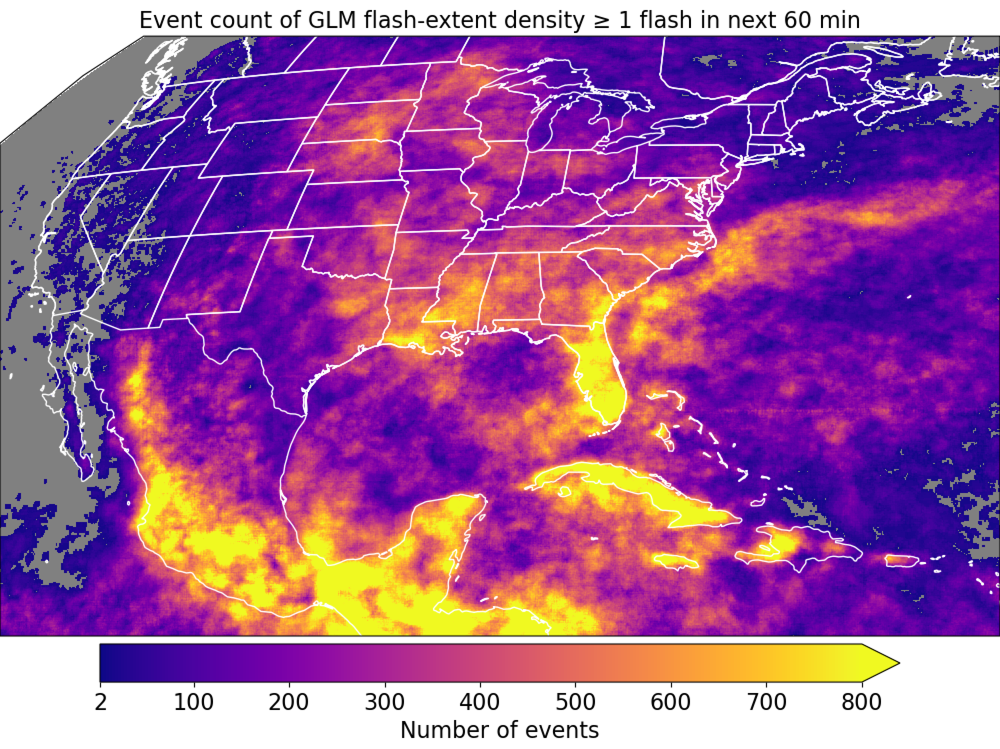 Event count of GLM flash-extent density ≥ 1 flash in next 60 min
2 100 200 300 400 500 600 700 800
Number of events